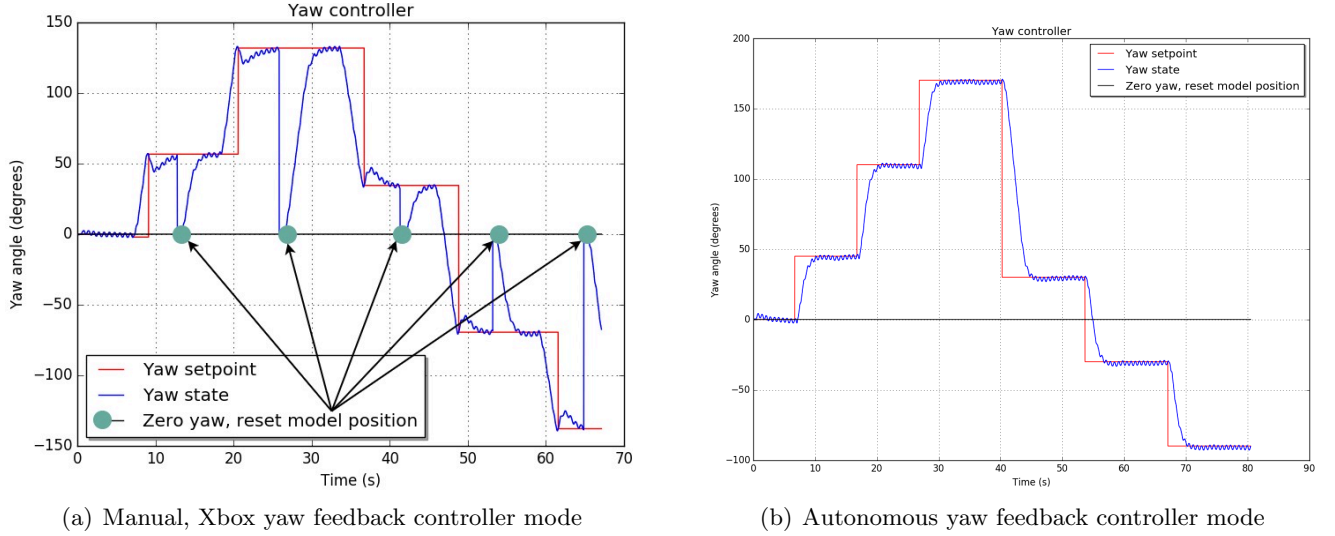 Yaw controller
150
100
50
0
−50
−100
−150
Yaw angle (degrees)
Yaw setpoint
Yaw state
Zero yaw, reset model position
0 10 20 30 40 50 60 70
Time (s)
(a) Manual, Xbox yaw feedback controller mode
Yaw controller
200
150
100
50
0
−50
−100
Yaw angle (degrees)
Yaw setpoint
Yaw state
Zero yaw, reset model position
0 10 20 30 40 50 60 70 80 90
Time (s)
(b) Autonomous yaw feedback controller mode